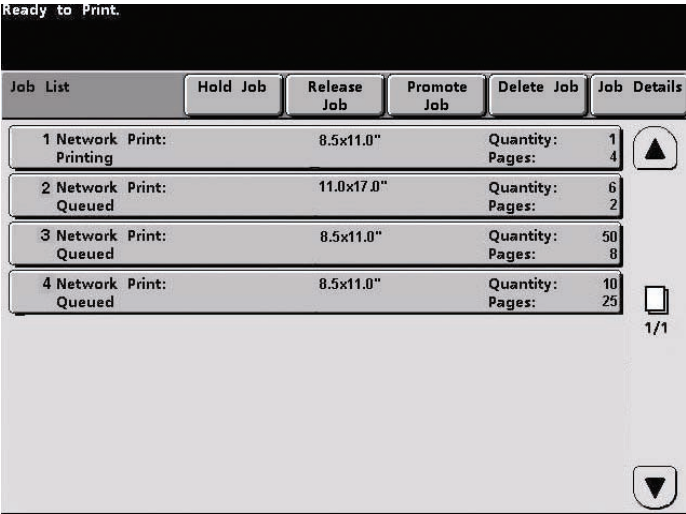 Ready to Print.
Job List
Hold Job
Release
Job
Promote
Job
Delete Job
Job Details
1 Network Print: 8.5x11.0" Quantity: 1
Printing Pages: 4
2 Network Print: 11.0x17.0" Quantity: 6
Queued Pages: 2
3 Network Print: 8.5x11.0" Quantity: 50
Queued Pages: 8
4 Network Print: 8.5x11.0" Quantity: 10
Queued Pages: 25
1/1